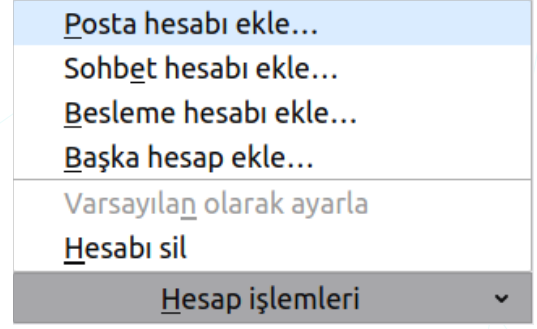 Posta hesabı ekle…
Sohbet hesabı ekle…
Besleme hesabı ekle…
Başka hesap ekle…
Varsayılan olarak ayarla
Hesabı sil
Hesap işlemleri